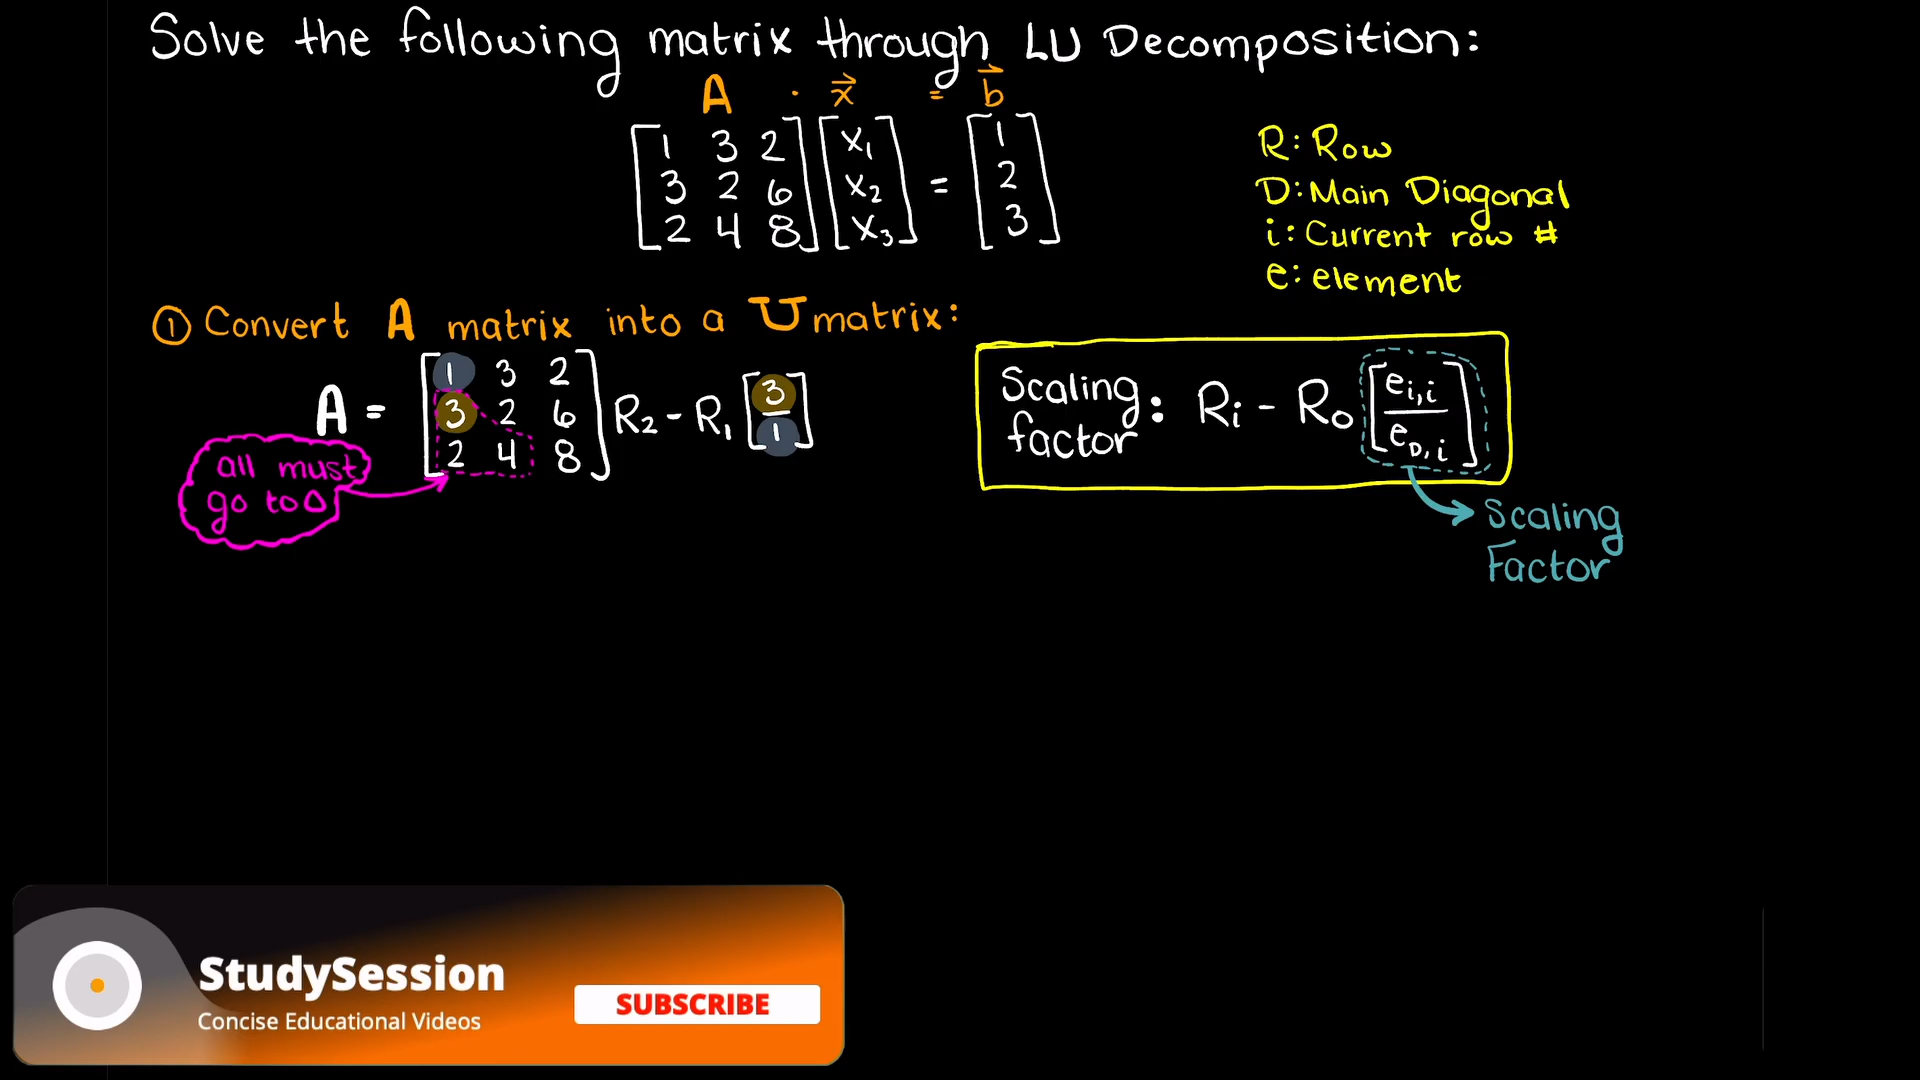 Solve the following matrix through LU Decomposition:
A · x⃗ = b⃗
[1 3 2] [x₁] [1]
[3 2 6] [x₂] = [2]
[2 4 8] [x₃] [3]
R: Row
D: Main Diagonal
i: Current row #
e: element
① Convert A matrix into a U matrix:
[1 3 2]
A = [3 2 6] R₂ - R₁ [3/1]
[2 4 8]
all must
go to 0
Scaling factor: Rᵢ - R₀ [eᵢ,ᵢ / e_D,ᵢ]
Scaling
Factor
StudySession
Concise Educational Videos
SUBSCRIBE